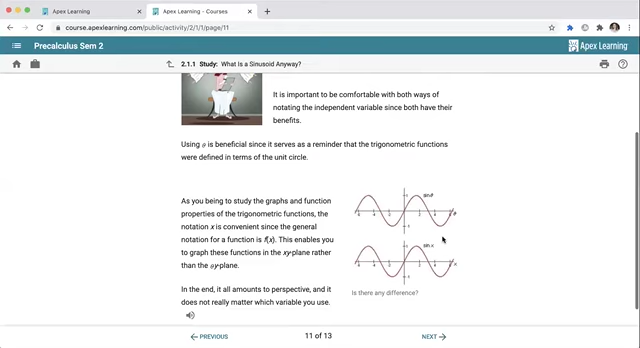 Apex Learning
Apex Learning - Courses
course.apexlearning.com/public/activity/2/1/1/page/11
Precalculus Sem 2
Apex Learning
2.1.1 Study: What Is a Sinusoid Anyway?
It is important to be comfortable with both ways of
notating the independent variable since both have their
benefits.
Using θ is beneficial since it serves as a reminder that the trigonometric functions
were defined in terms of the unit circle.
As you being to study the graphs and function
properties of the trigonometric functions, the
notation x is convenient since the general
notation for a function is f(x). This enables you
to graph these functions in the xy-plane rather
than the θy-plane.
In the end, it all amounts to perspective, and it
does not really matter which variable you use.
sin θ
θ
sin x
x
Is there any difference?
PREVIOUS
11 of 13
NEXT